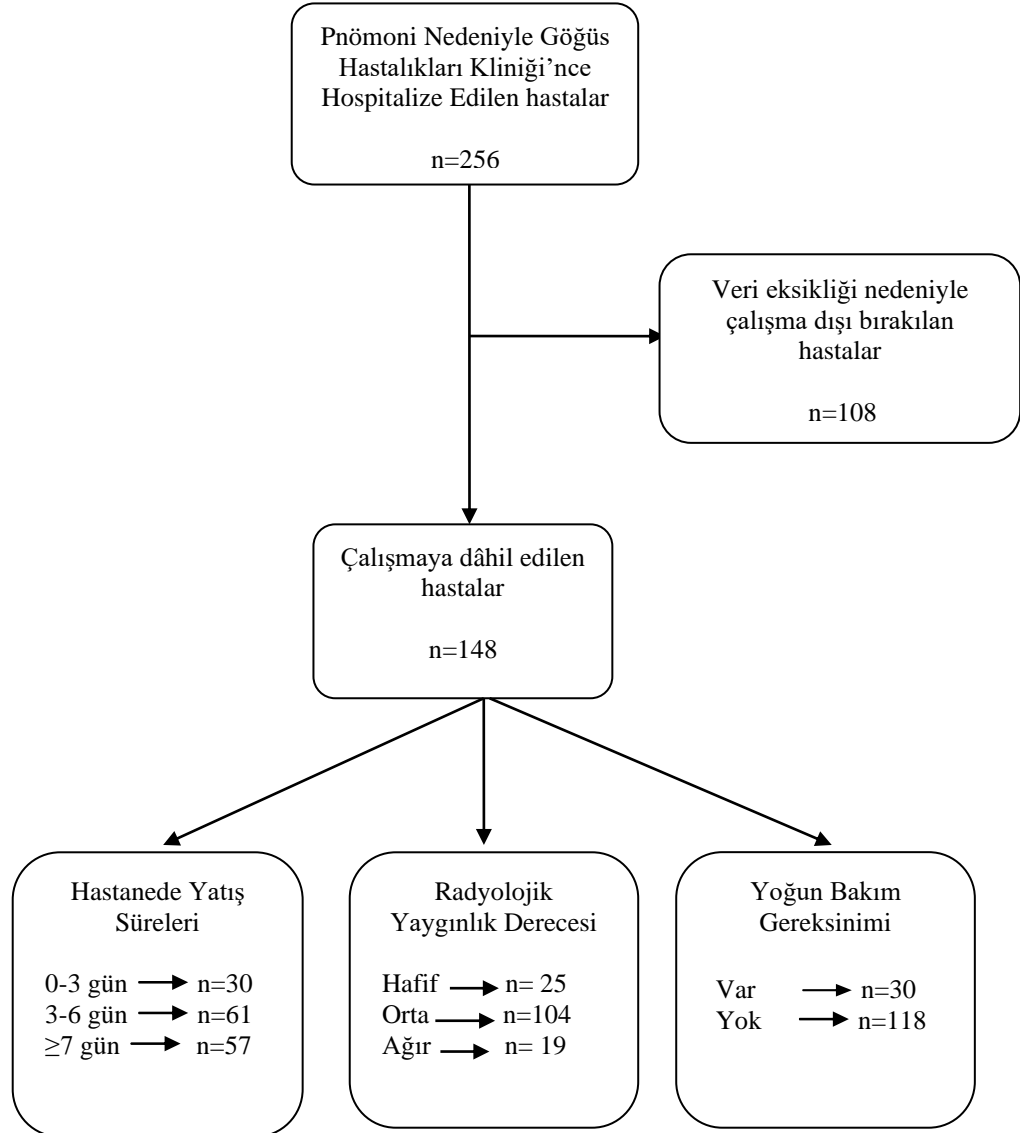 Pnömoni Nedeniyle Göğüs
Hastalıkları Kliniği’nce
Hospitalize Edilen hastalar
n=256
Veri eksikliği nedeniyle
çalışma dışı bırakılan
hastalar
n=108
Çalışmaya dâhil edilen
hastalar
n=148
Hastanede Yatış
Süreleri
0-3 gün n=30
3-6 gün n=61
≥7 gün n=57
Radyolojik
Yaygınlık Derecesi
Hafif n= 25
Orta n=104
Ağır n= 19
Yoğun Bakım
Gereksinimi
Var n=30
Yok n=118